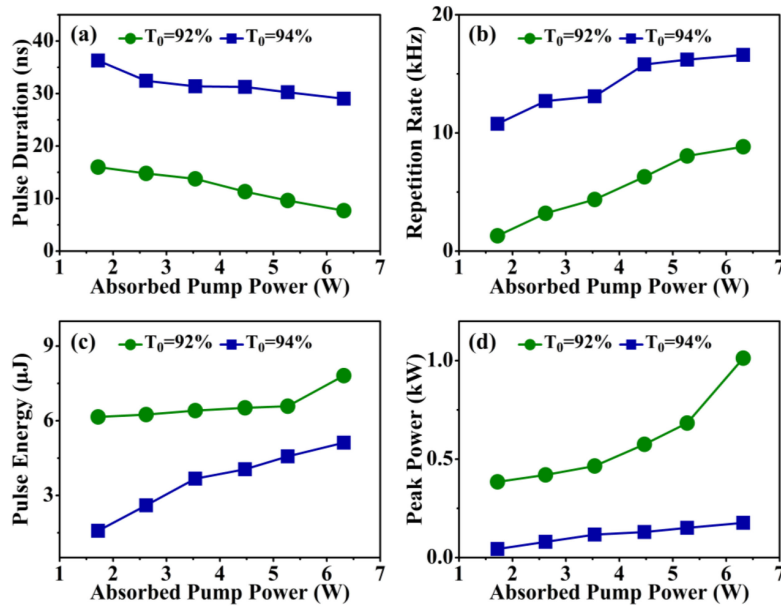 (a) T₀=92% T₀=94%
Pulse Duration (ns)
40
30
20
10
0
1 2 3 4 5 6 7
Absorbed Pump Power (W)
(b) T₀=92% T₀=94%
Repetition Rate (kHz)
20
10
0
1 2 3 4 5 6 7
Absorbed Pump Power (W)
(c) T₀=92% T₀=94%
Pulse Energy (μJ)
9
6
3
1 2 3 4 5 6 7
Absorbed Pump Power (W)
(d) T₀=92% T₀=94%
Peak Power (kW)
1.0
0.5
0.0
1 2 3 4 5 6 7
Absorbed Pump Power (W)